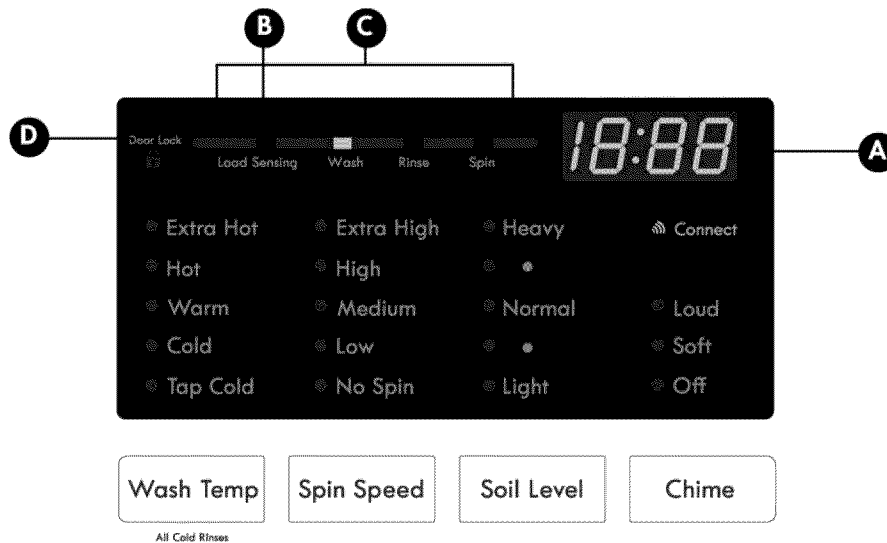 B C
D
A
Door Lock
18:88
Load Sensing Wash Rinse Spin
Extra Hot Extra High Heavy Connect
Hot High
Warm Medium Normal Loud
Cold Low Soft
Tap Cold No Spin Light Off
Wash Temp Spin Speed Soil Level Chime
All Cold Rinses